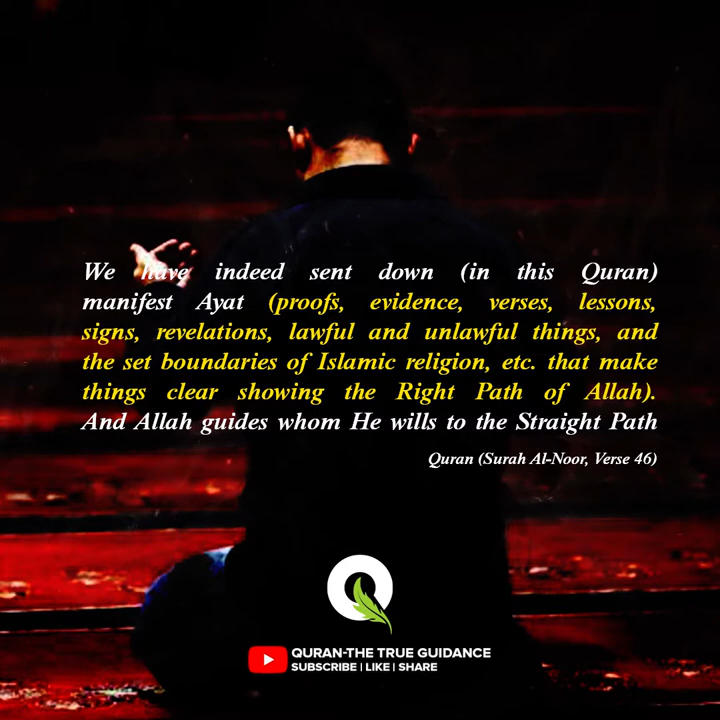 We have indeed sent down (in this Quran)
manifest Ayat (proofs, evidence, verses, lessons,
signs, revelations, lawful and unlawful things, and
the set boundaries of Islamic religion, etc. that make
things clear showing the Right Path of Allah).
And Allah guides whom He wills to the Straight Path
Quran (Surah Al-Noor, Verse 46)
QURAN-THE TRUE GUIDANCE
SUBSCRIBE | LIKE | SHARE